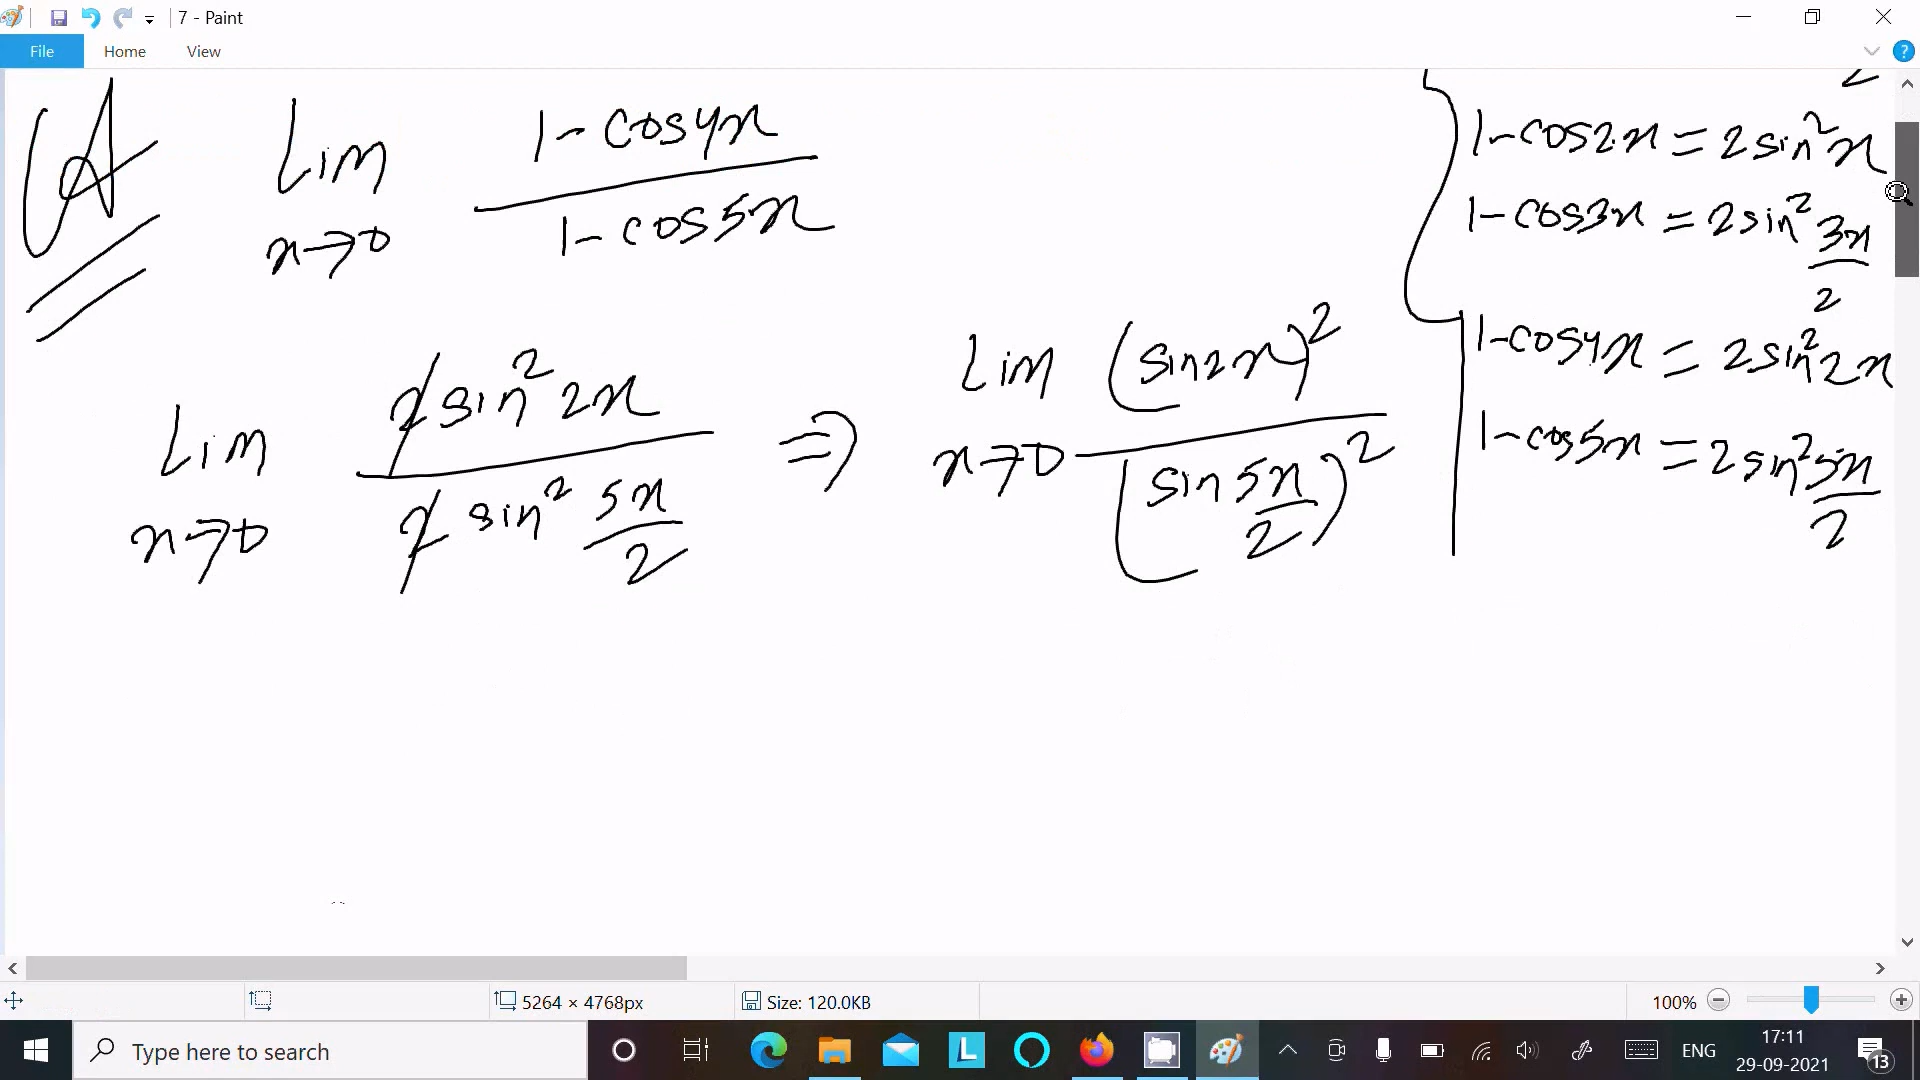 7 - Paint
File Home View
A
Lim x→0 (1-cos4x)/(1-cos5x)
1-cos2x = 2sin²x
1-cos3x = 2sin² 3x/2
1-cos4x = 2sin²2x
1-cos5x = 2sin² 5x/2
Lim x→0 (2sin²2x)/(2sin² 5x/2) ⇒ Lim x→0 (sin2x)²/(sin 5x/2)²
5264 × 4768px Size: 120.0KB 100%
Type here to search
ENG
17:11
29-09-2021
13